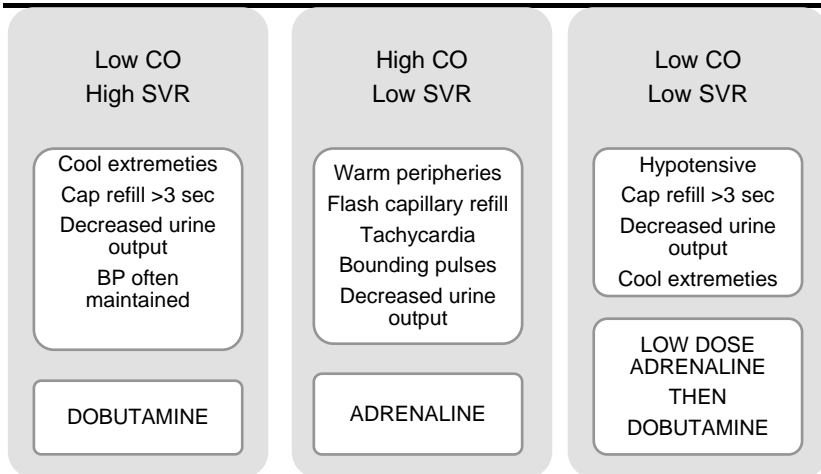 Low CO
High SVR
Cool extremeties
Cap refill >3 sec
Decreased urine
output
BP often
maintained
DOBUTAMINE
High CO
Low SVR
Warm peripheries
Flash capillary refill
Tachycardia
Bounding pulses
Decreased urine
output
ADRENALINE
Low CO
Low SVR
Hypotensive
Cap refill >3 sec
Decreased urine
output
Cool extremeties
LOW DOSE
ADRENALINE
THEN
DOBUTAMINE